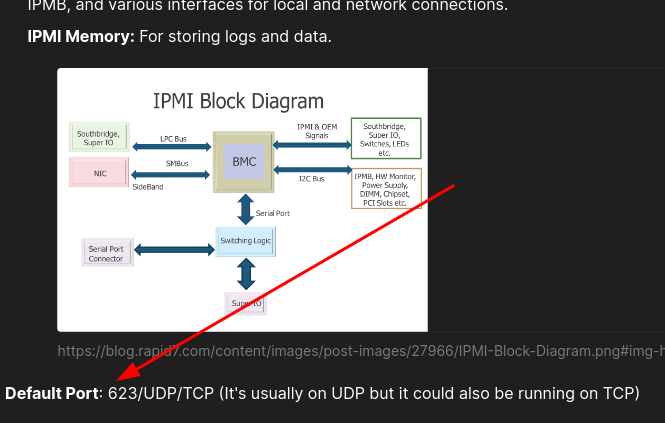 IPMB, and various interfaces for local and network connections.
IPMI Memory: For storing logs and data.
IPMI Block Diagram
Southbridge,
Super IO
LPC Bus
NIC
SMBus
SideBand
BMC
IPMI & OEM
Signals
I2C Bus
Southbridge,
Super IO,
Switches, LEDs
etc.
IPMB, HW Monitor,
Power Supply,
DIMM, Chipset,
PCI Slots etc.
Serial Port
Serial Port
Connector
Switching Logic
Super IO
https://blog.rapid7.com/content/images/post-images/27966/IPMI-Block-Diagram.png#img-h
Default Port: 623/UDP/TCP (It's usually on UDP but it could also be running on TCP)